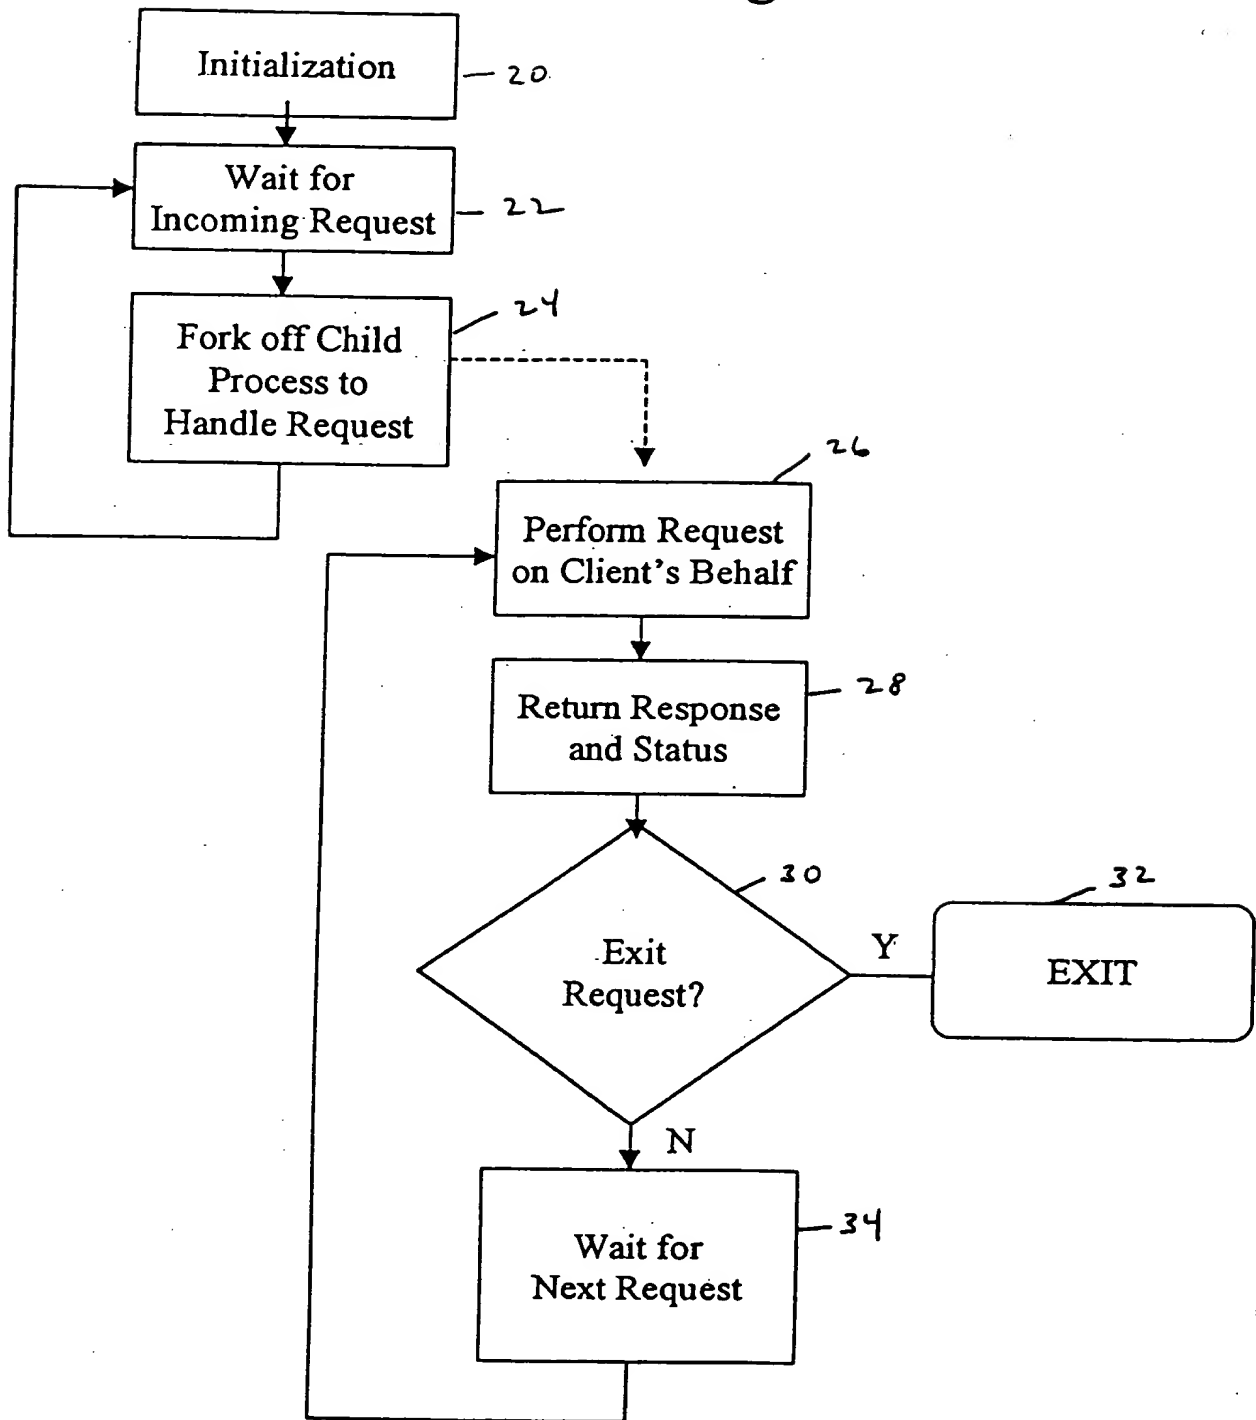 Initialization
20
Wait for
Incoming Request
22
24
Fork off Child
Process to
Handle Request
26
Perform Request
on Client's Behalf
28
Return Response
and Status
30
32
Exit
Request?
Y
EXIT
N
34
Wait for
Next Request